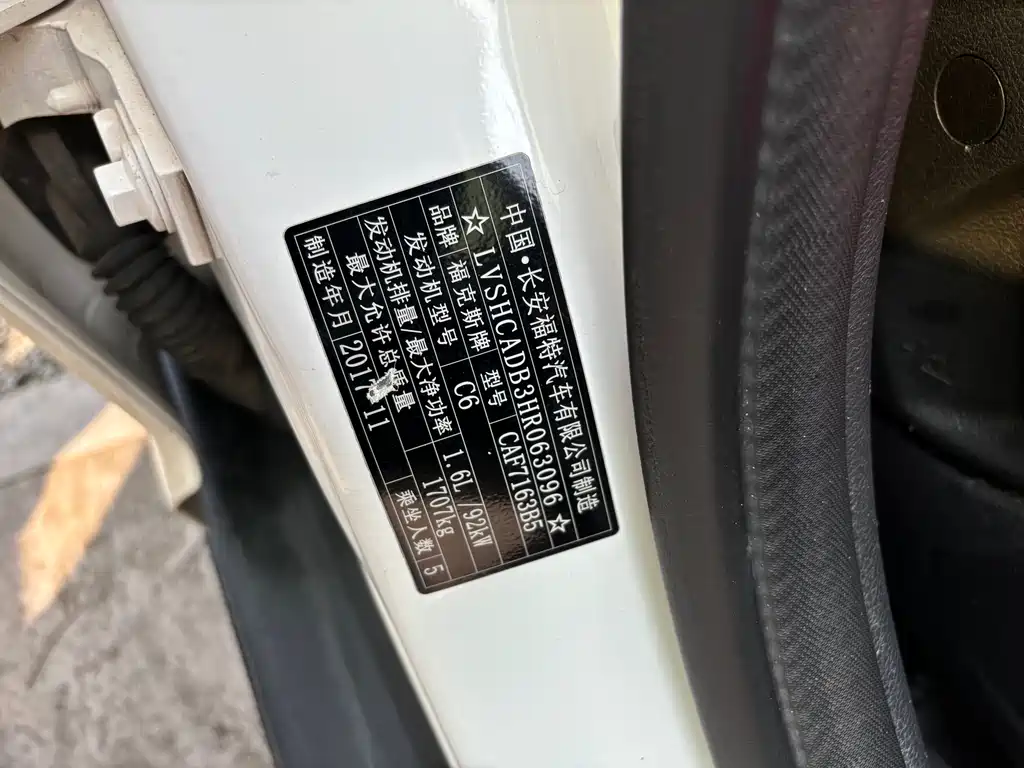 中国·长安福特汽车有限公司制造
☆LVSHCADB3HR063096☆
品牌 福克斯牌 型号 CAF7163B5
发动机型号 C6
发动机排量/最大净功率 1.6L /92kW
最大允许总质量 1707kg
制造年月 2017 11 乘坐人数 5